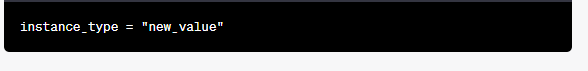 instance_type = "new_value"